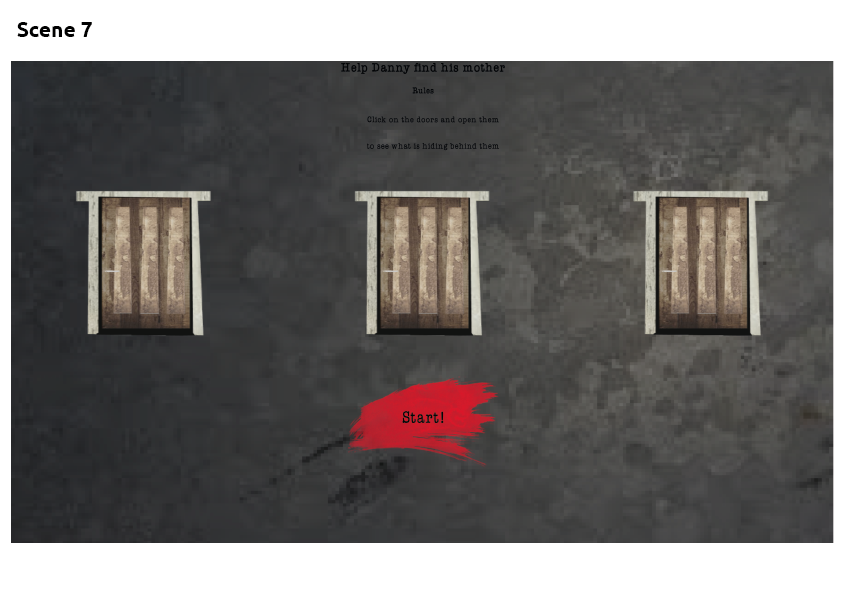 Scene 7
Help Danny find his mother
Rules
Click on the doors and open them
to see what is hiding behind them
Start!